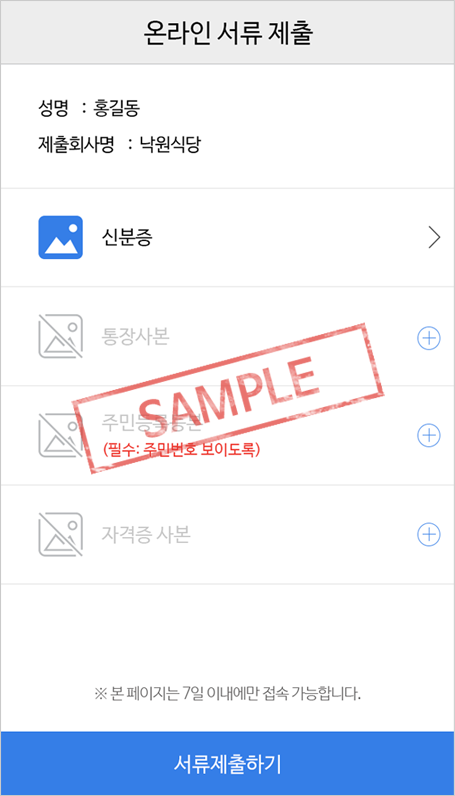 온라인 서류 제출
성명 : 홍길동
제출회사명 : 낙원식당
신분증
통장사본
SAMPLE
주민등록등본
(필수: 주민번호 보이도록)
자격증 사본
※ 본 페이지는 7일 이내에만 접속 가능합니다.
서류제출하기